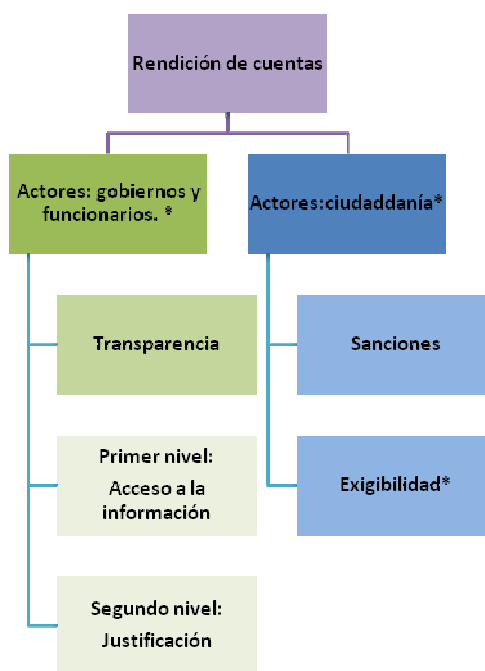 Rendición de cuentas
Actores: gobiernos y
funcionarios. *
Actores:ciudaddanía*
Transparencia
Sanciones
Primer nivel:
Acceso a la
información
Exigibilidad*
Segundo nivel:
Justificación